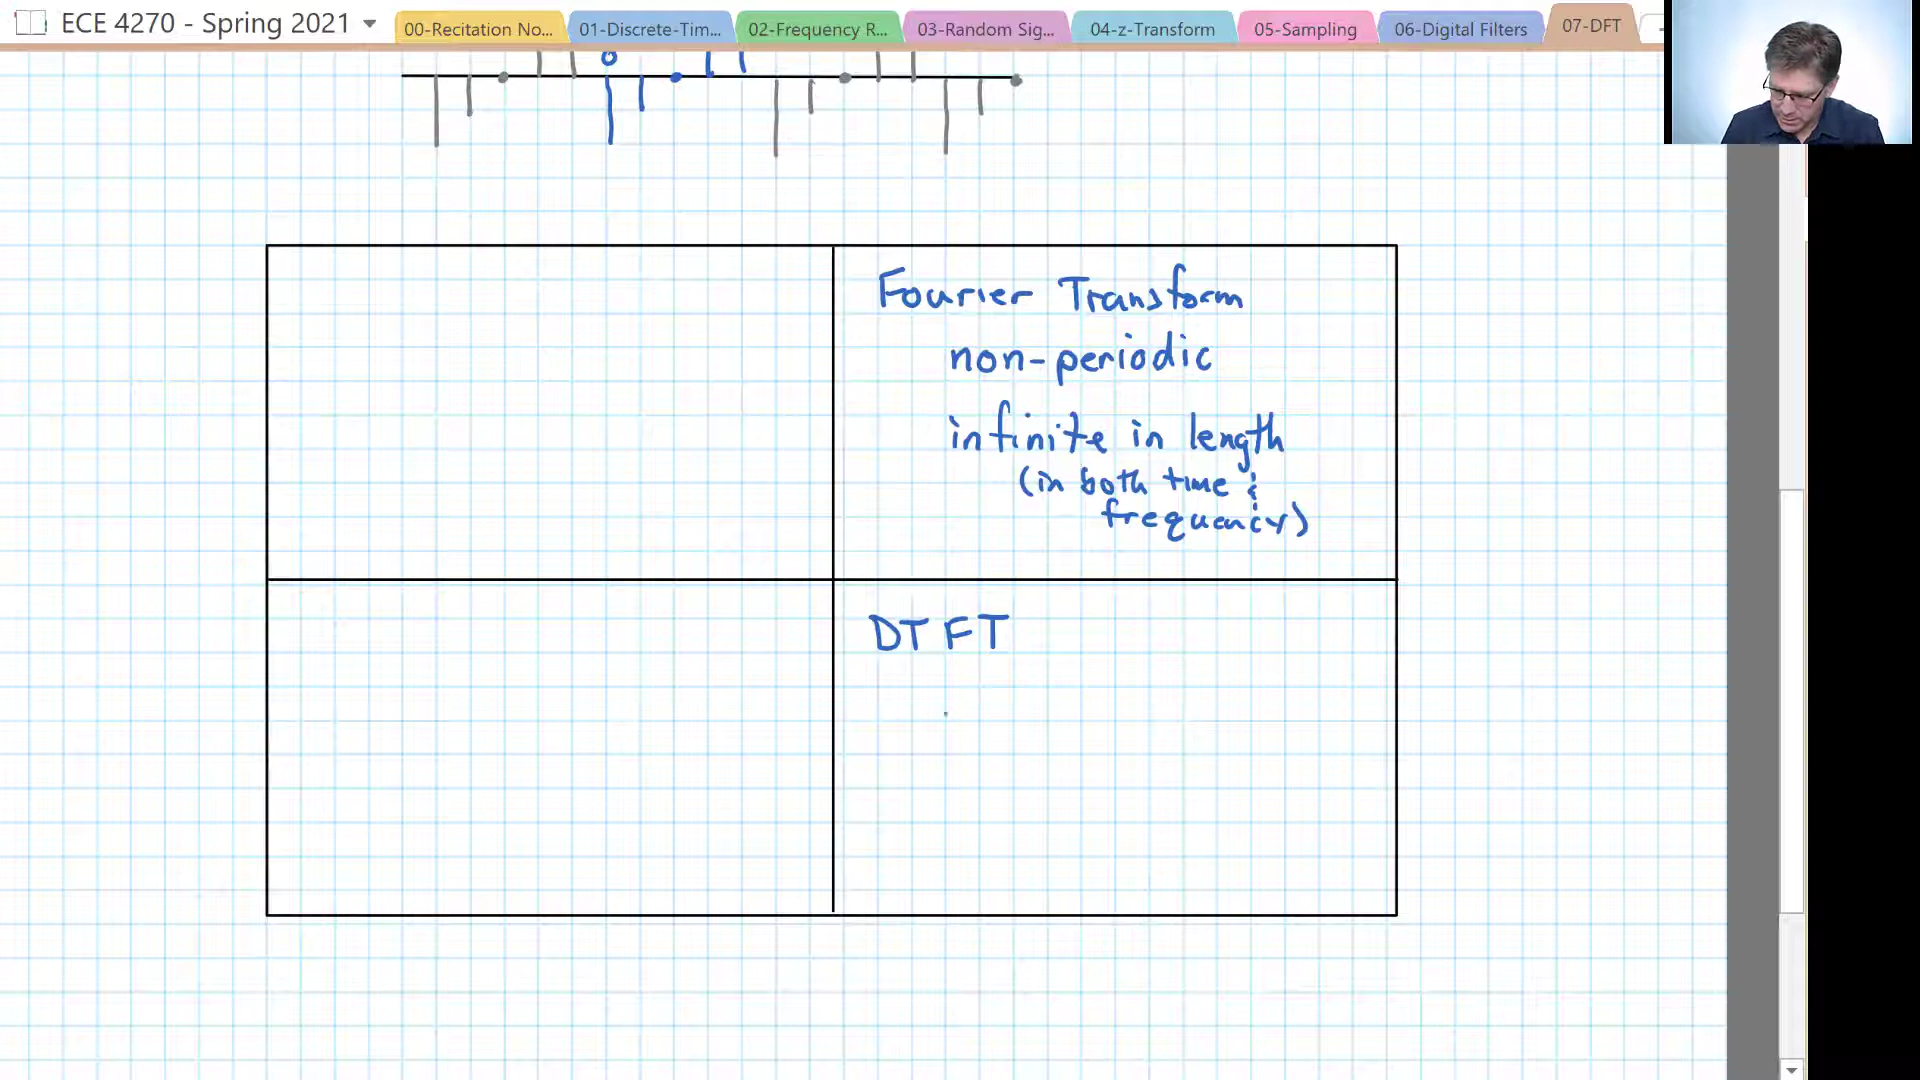 ECE 4270 - Spring 2021
00-Recitation No...
01-Discrete-Tim...
02-Frequency R...
03-Random Sig...
04-z-Transform
05-Sampling
06-Digital Filters
07-DFT
Fourier Transform
non-periodic
infinite in length
(in both time &
frequency)
DTFT